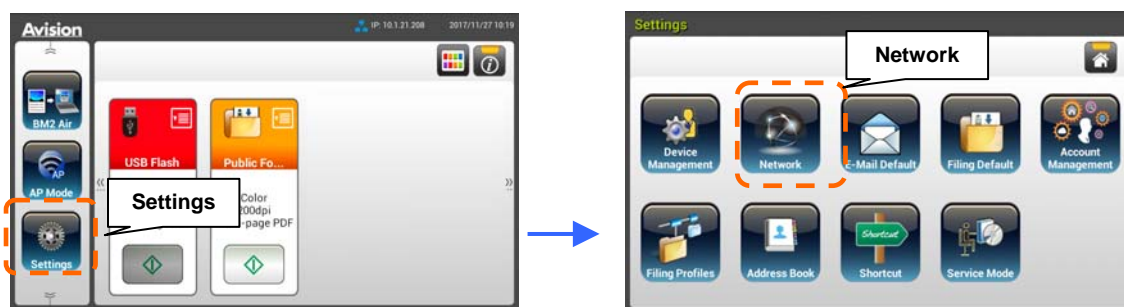 Avision
IP: 10.1.21.208 2017/11/27 10:19
BM2 Air
AP
AP Mode
Settings
USB Flash
Public Fo...
Color
200dpi
-page PDF
Settings
Settings
Network
Device
Management
Network
E-Mail Default
Filing Default
Account
Management
Filing Profiles
Address Book
Shortcut
Shortcut
Service Mode